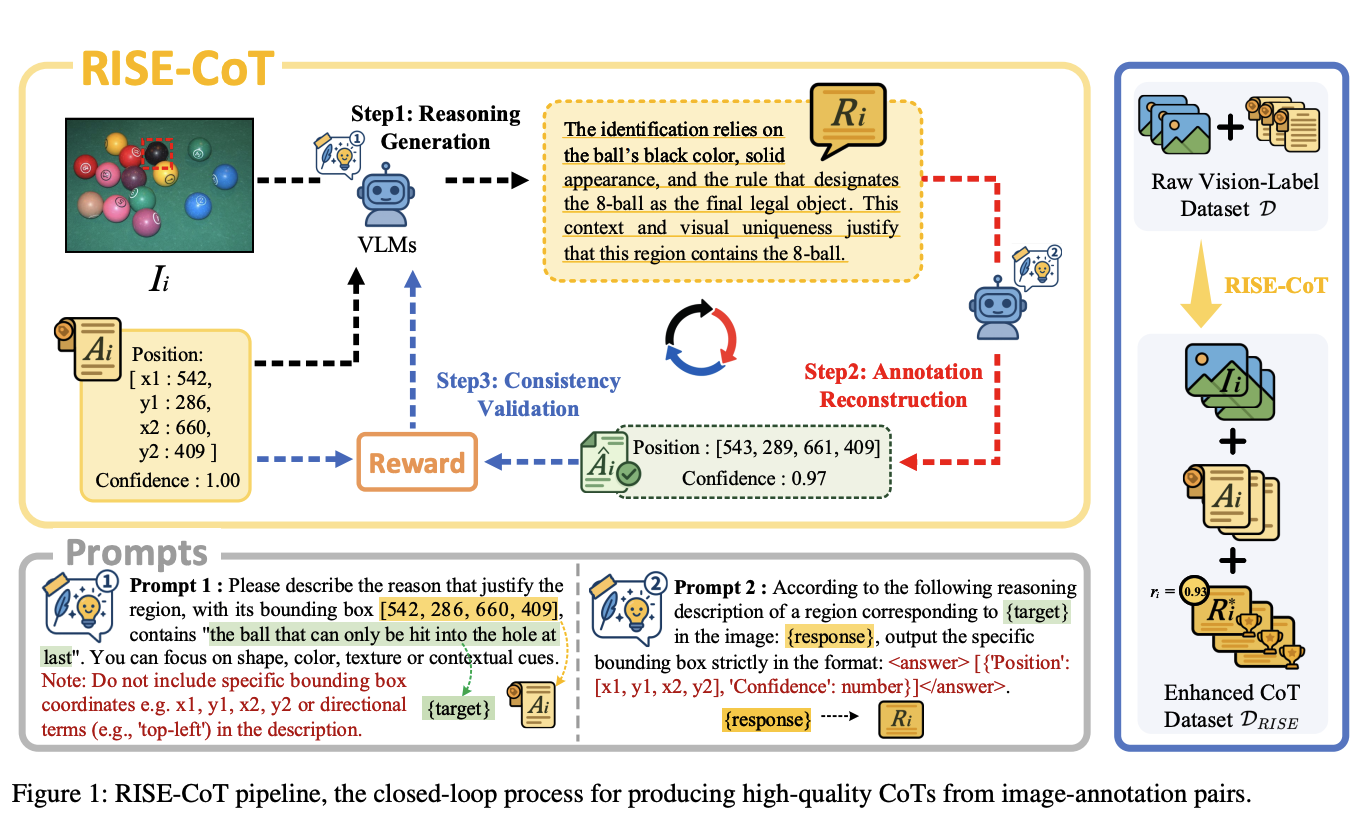 RISE-CoT
I_i
Position:
[ x1 : 542,
y1 : 286,
x2 : 660,
y2 : 409 ]
Confidence : 1.00
A_i
1
VLMs
Step1: Reasoning
Generation
R_i
The identification relies on
the ball's black color, solid
appearance, and the rule that designates
the 8-ball as the final legal object. This
context and visual uniqueness justify
that this region contains the 8-ball.
2
Step2: Annotation
Reconstruction
Step3: Consistency
Validation
Reward
Â_i
Position : [543, 289, 661, 409]
Confidence : 0.97
Raw Vision-Label
Dataset 𝒟
RISE-CoT
I_i
+
A_i
+
r_i = 0.93
R_i^*
Enhanced CoT
Dataset 𝒟_RISE
Prompts
1
Prompt 1 : Please describe the reason that justify the
region, with its bounding box [542, 286, 660, 409],
contains "the ball that can only be hit into the hole at
last". You can focus on shape, color, texture or contextual cues.
Note: Do not include specific bounding box
coordinates e.g. x1, y1, x2, y2 or directional
terms (e.g., 'top-left') in the description.
{target}
A_i
2
Prompt 2 : According to the following reasoning
description of a region corresponding to {target}
in the image: {response}, output the specific
bounding box strictly in the format: <answer> [{'Position':
[x1, y1, x2, y2], 'Confidence': number}]</answer>.
{response}
R_i
Figure 1: RISE-CoT pipeline, the closed-loop process for producing high-quality CoTs from image-annotation pairs.